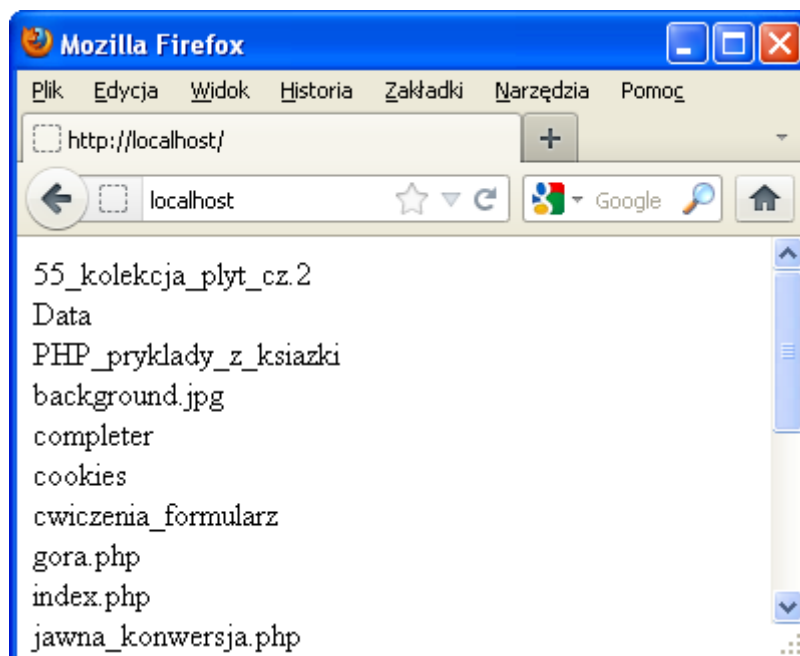 Mozilla Firefox
Plik Edycja Widok Historia Zakładki Narzędzia Pomoc
http://localhost/
localhost Google
55_kolekcja_plyt_cz.2
Data
PHP_pryklady_z_ksiazki
background.jpg
completer
cookies
cwiczenia_formularz
gora.php
index.php
jawna_konwersja.php